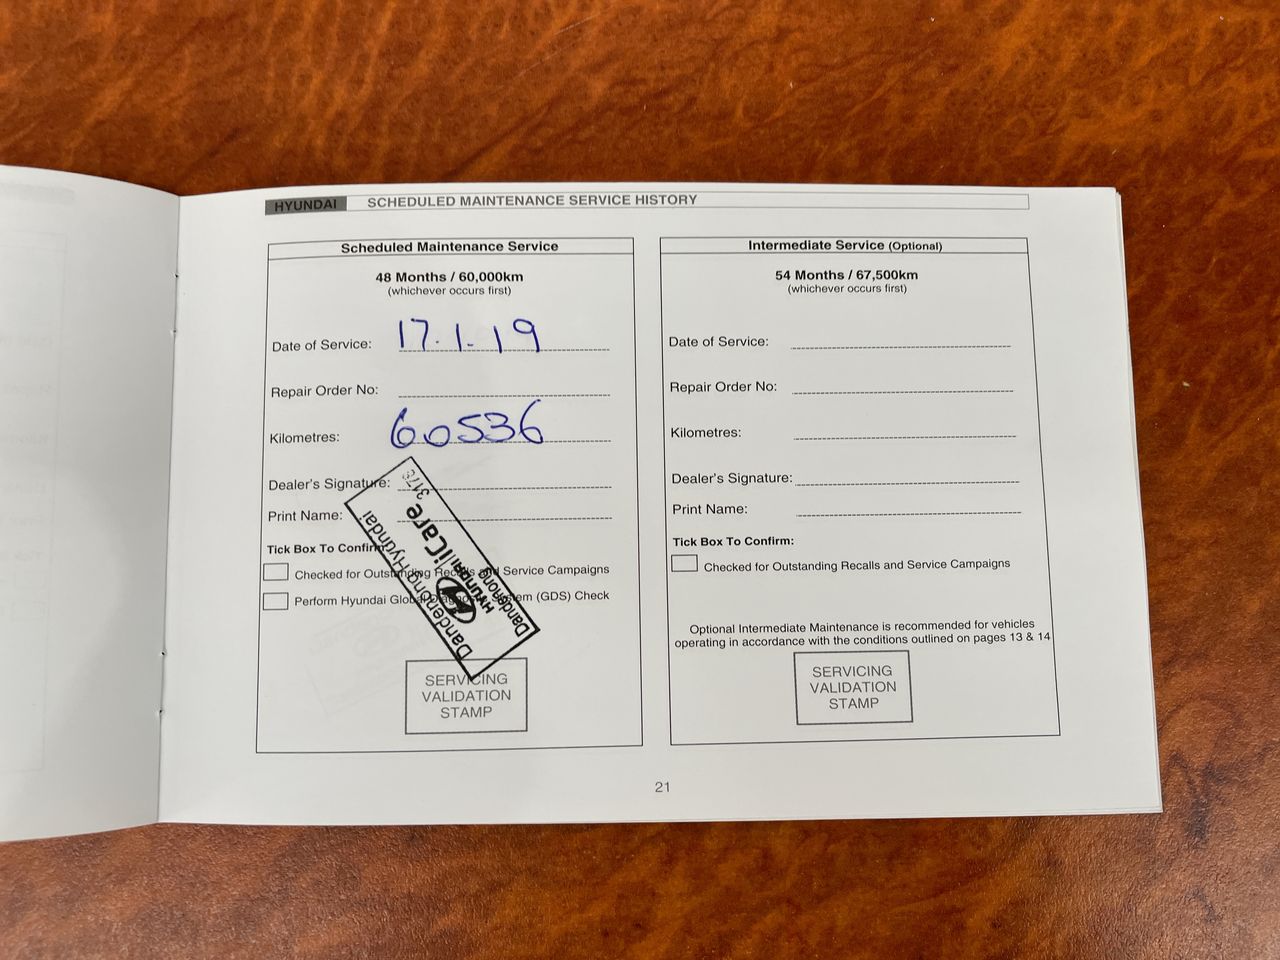 HYUNDAI SCHEDULED MAINTENANCE SERVICE HISTORY
Scheduled Maintenance Service
48 Months / 60,000km
(whichever occurs first)
Date of Service: 17.1.19
Repair Order No:
Kilometres: 60536
Dealer's Signature:
Print Name:
Tick Box To Confirm
Checked for Outstanding Recalls and Service Campaigns
Perform Hyundai Global Diagnostic System (GDS) Check
Dandenong Hyundai
Hyundai iCare
Dandenong
SERVICING
VALIDATION
STAMP
Intermediate Service (Optional)
54 Months / 67,500km
(whichever occurs first)
Date of Service:
Repair Order No:
Kilometres:
Dealer's Signature:
Print Name:
Tick Box To Confirm:
Checked for Outstanding Recalls and Service Campaigns
Optional Intermediate Maintenance is recommended for vehicles
operating in accordance with the conditions outlined on pages 13 & 14
SERVICING
VALIDATION
STAMP
21